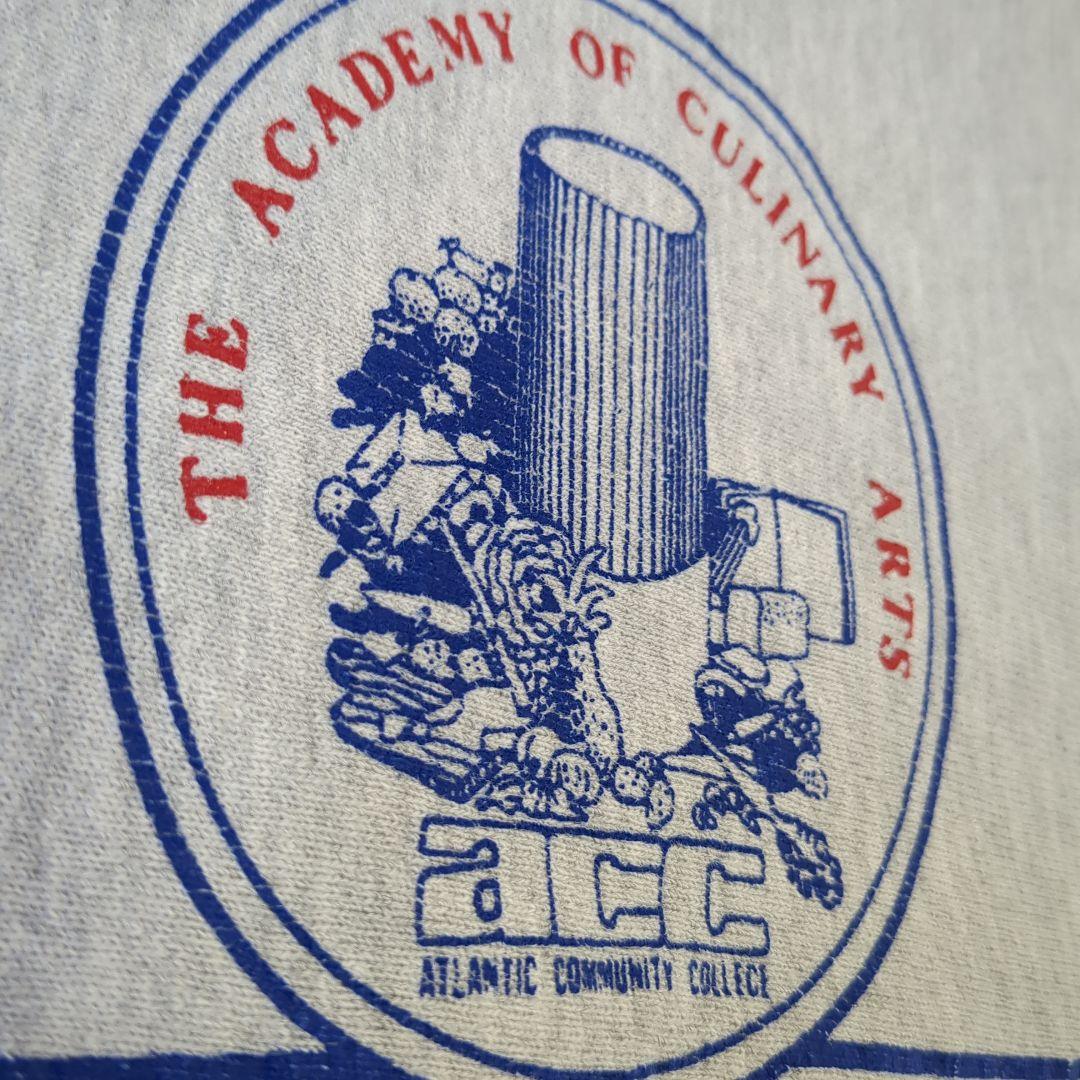 THE ACADEMY OF CULINARY ARTS
acc
ATLANTIC COMMUNITY COLLEGE